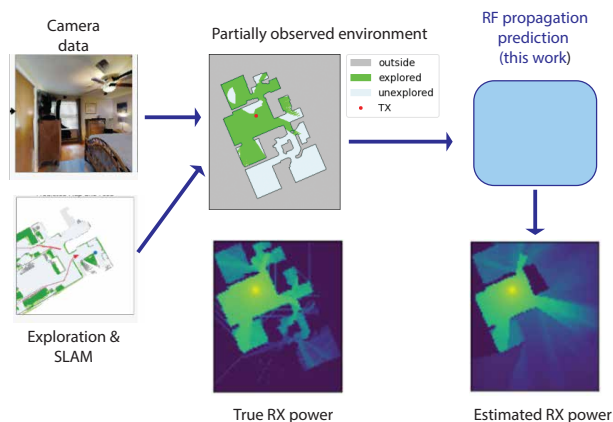 Camera
data
Partially observed environment
RF propagation
prediction
(this work)
outside
explored
unexplored
TX
Exploration &
SLAM
True RX power
Estimated RX power